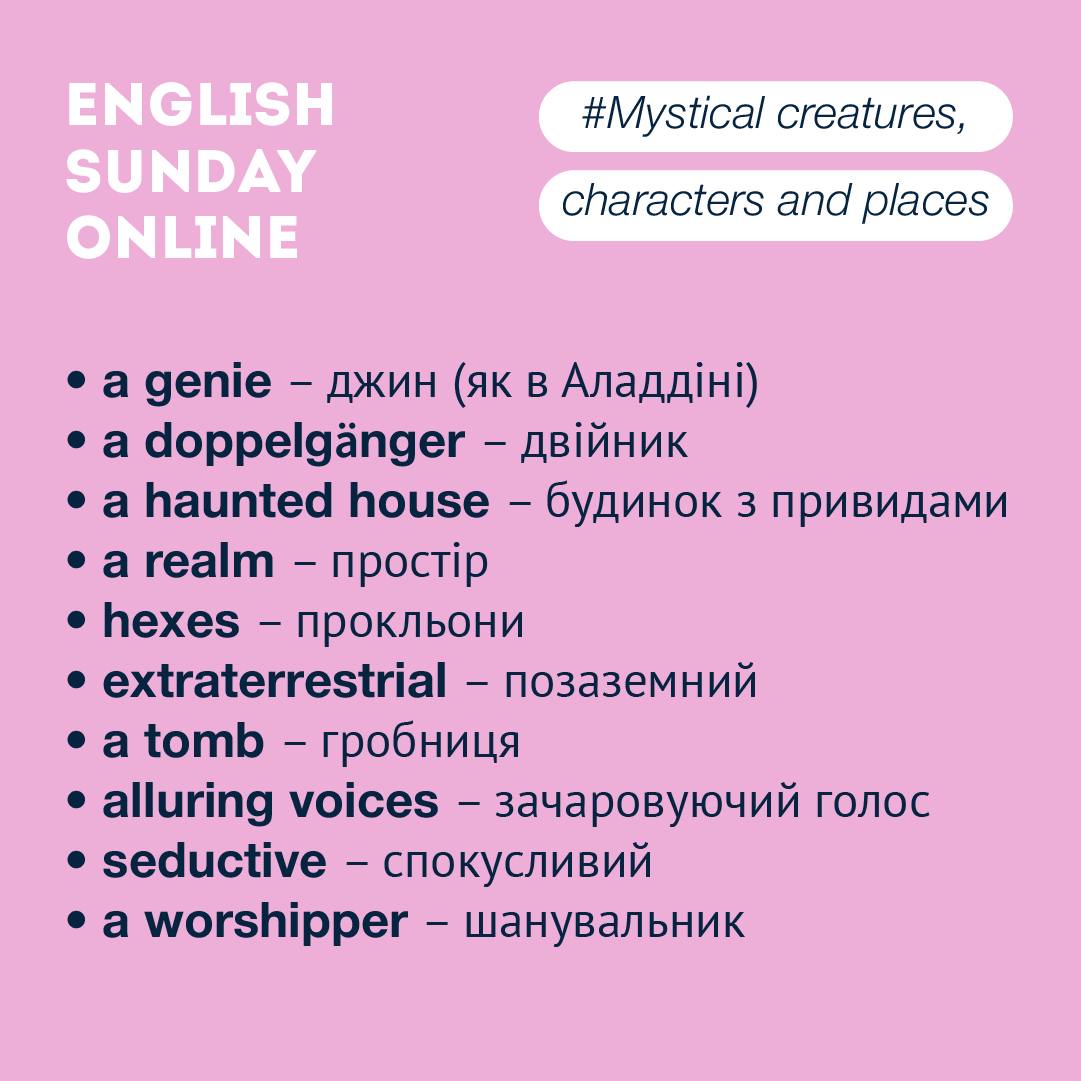 ENGLISH
SUNDAY
ONLINE
#Mystical creatures,
characters and places
• a genie – джин (як в Аладдіні)
• a doppelgänger – двійник
• a haunted house – будинок з привидами
• a realm – простір
• hexes – прокльони
• extraterrestrial – позаземний
• a tomb – гробниця
• alluring voices – зачаровуючий голос
• seductive – спокусливий
• a worshipper – шанувальник